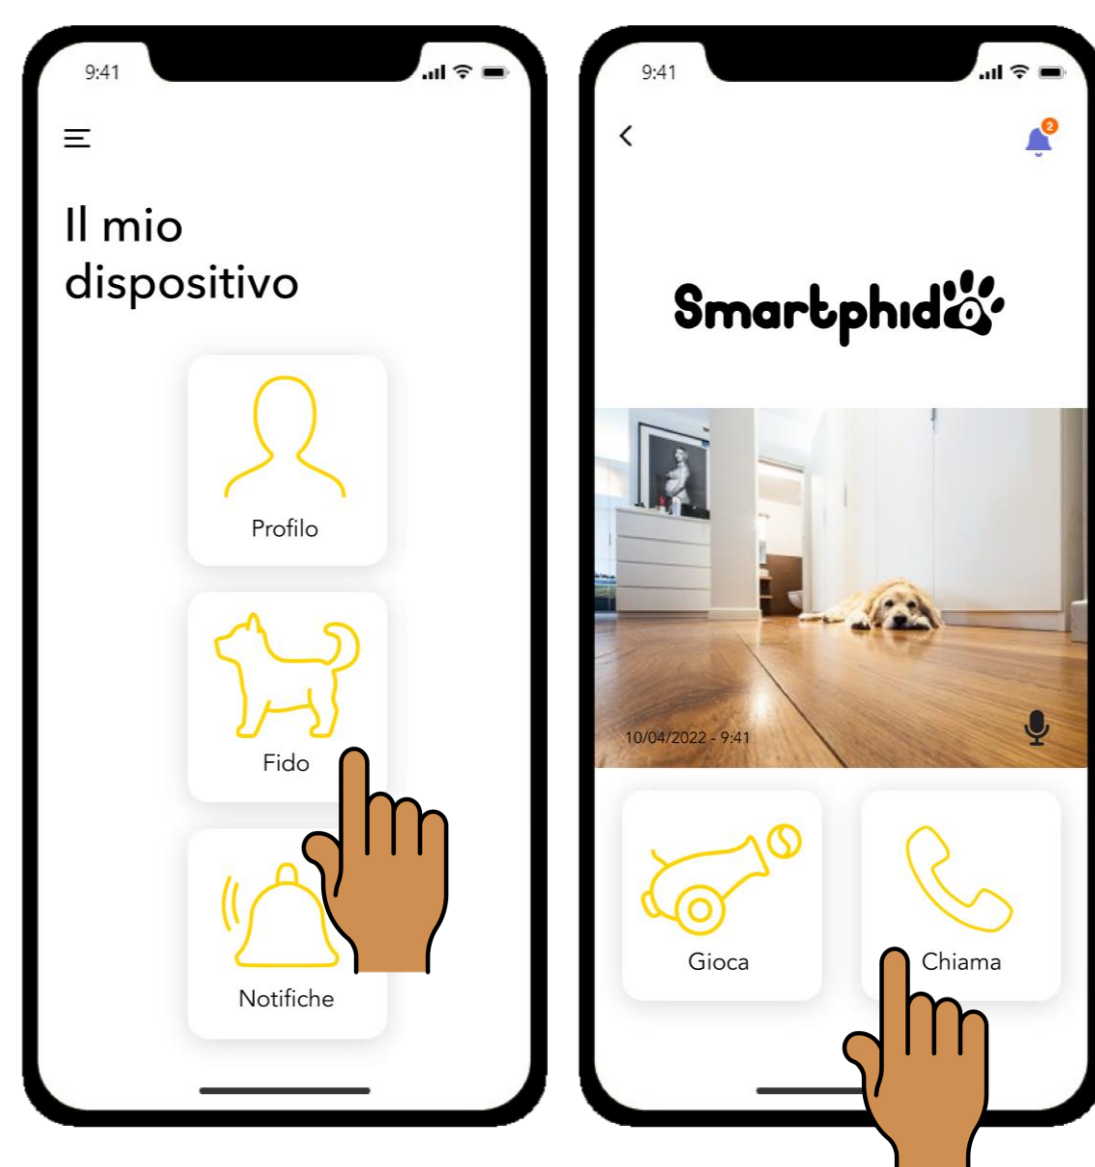 9:41
Il mio
dispositivo
Profilo
Fido
Notifiche
9:41
2
Smartphido
10/04/2022 - 9:41
Gioca
Chiama